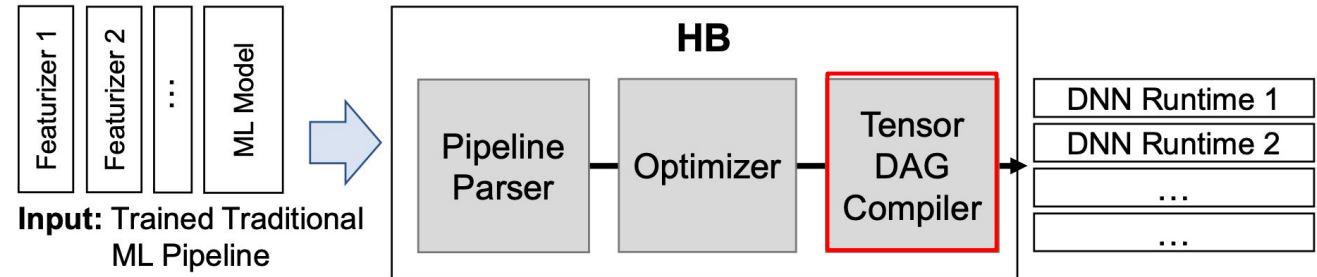 Featurizer 1
Featurizer 2
...
ML Model
Input: Trained Traditional
ML Pipeline
HB
Pipeline
Parser
Optimizer
Tensor
DAG
Compiler
DNN Runtime 1
DNN Runtime 2
...
...